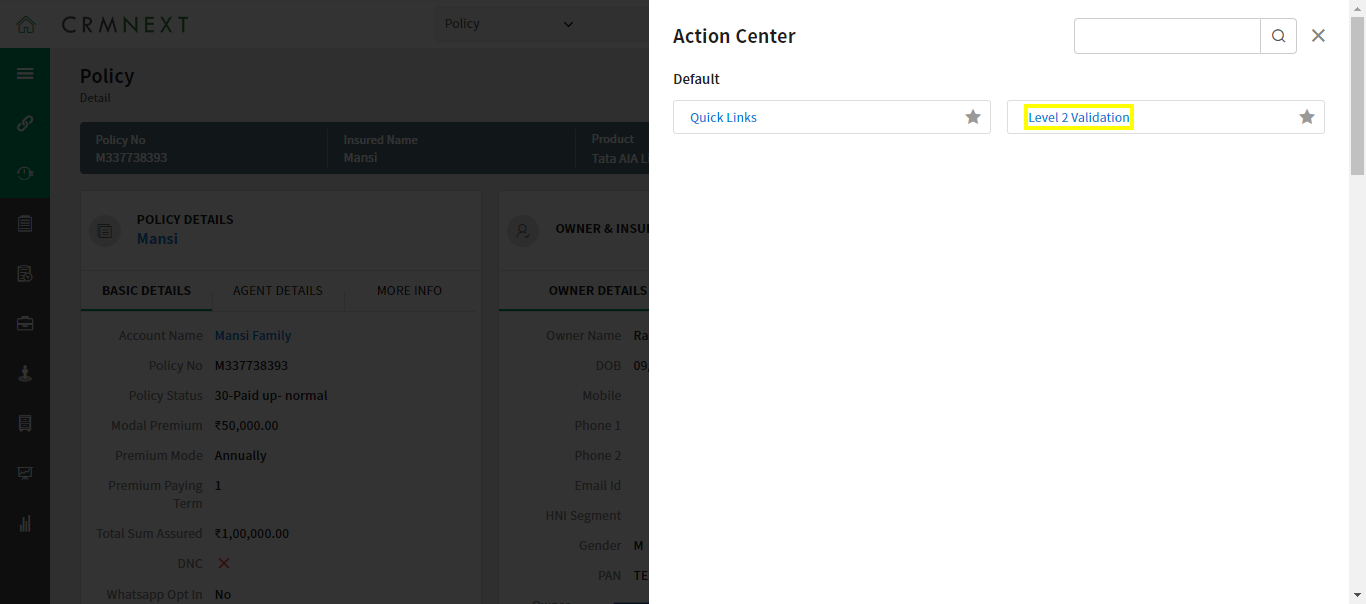 CRMNEXT
Policy
Policy
Detail
Policy No
M337738393
Insured Name
Mansi
Product
Tata AIA L
POLICY DETAILS
Mansi
BASIC DETAILS
AGENT DETAILS
MORE INFO
Account Name Mansi Family
Policy No M337738393
Policy Status 30-Paid up- normal
Modal Premium ₹50,000.00
Premium Mode Annually
Premium Paying 1
Term
Total Sum Assured ₹1,00,000.00
DNC
Whatsapp Opt In No
OWNER & INSU
OWNER DETAILS
Owner Name Ra
DOB 09,
Mobile
Phone 1
Phone 2
Email Id
HNI Segment
Gender M
PAN TE
Action Center
Default
Quick Links
Level 2 Validation